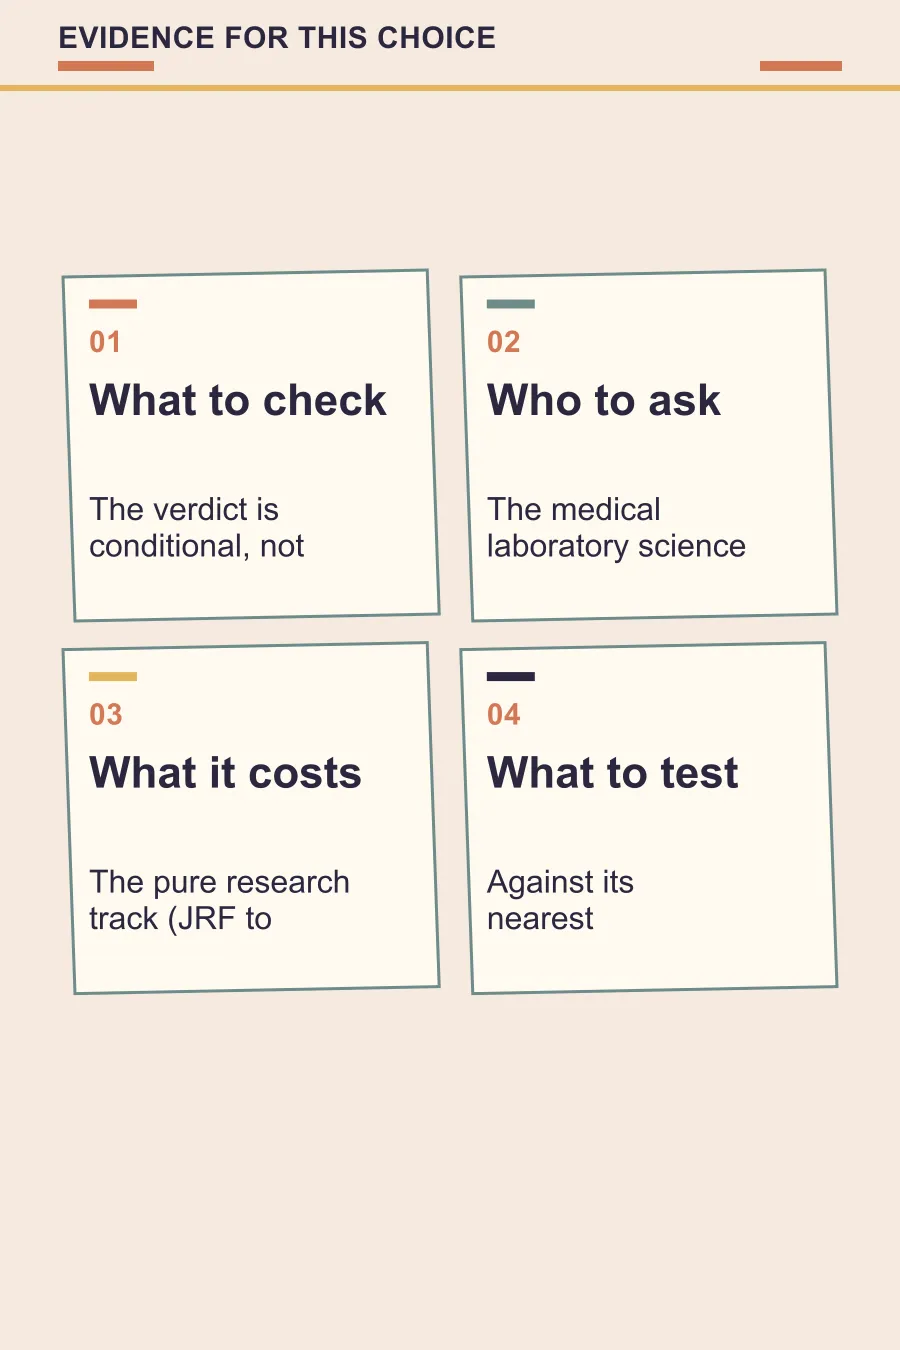 EVIDENCE FOR THIS CHOICE
01
What to check
The verdict is
conditional, not
02
Who to ask
The medical
laboratory science
03
What it costs
The pure research
track (JRF to
04
What to test
Against its
nearest